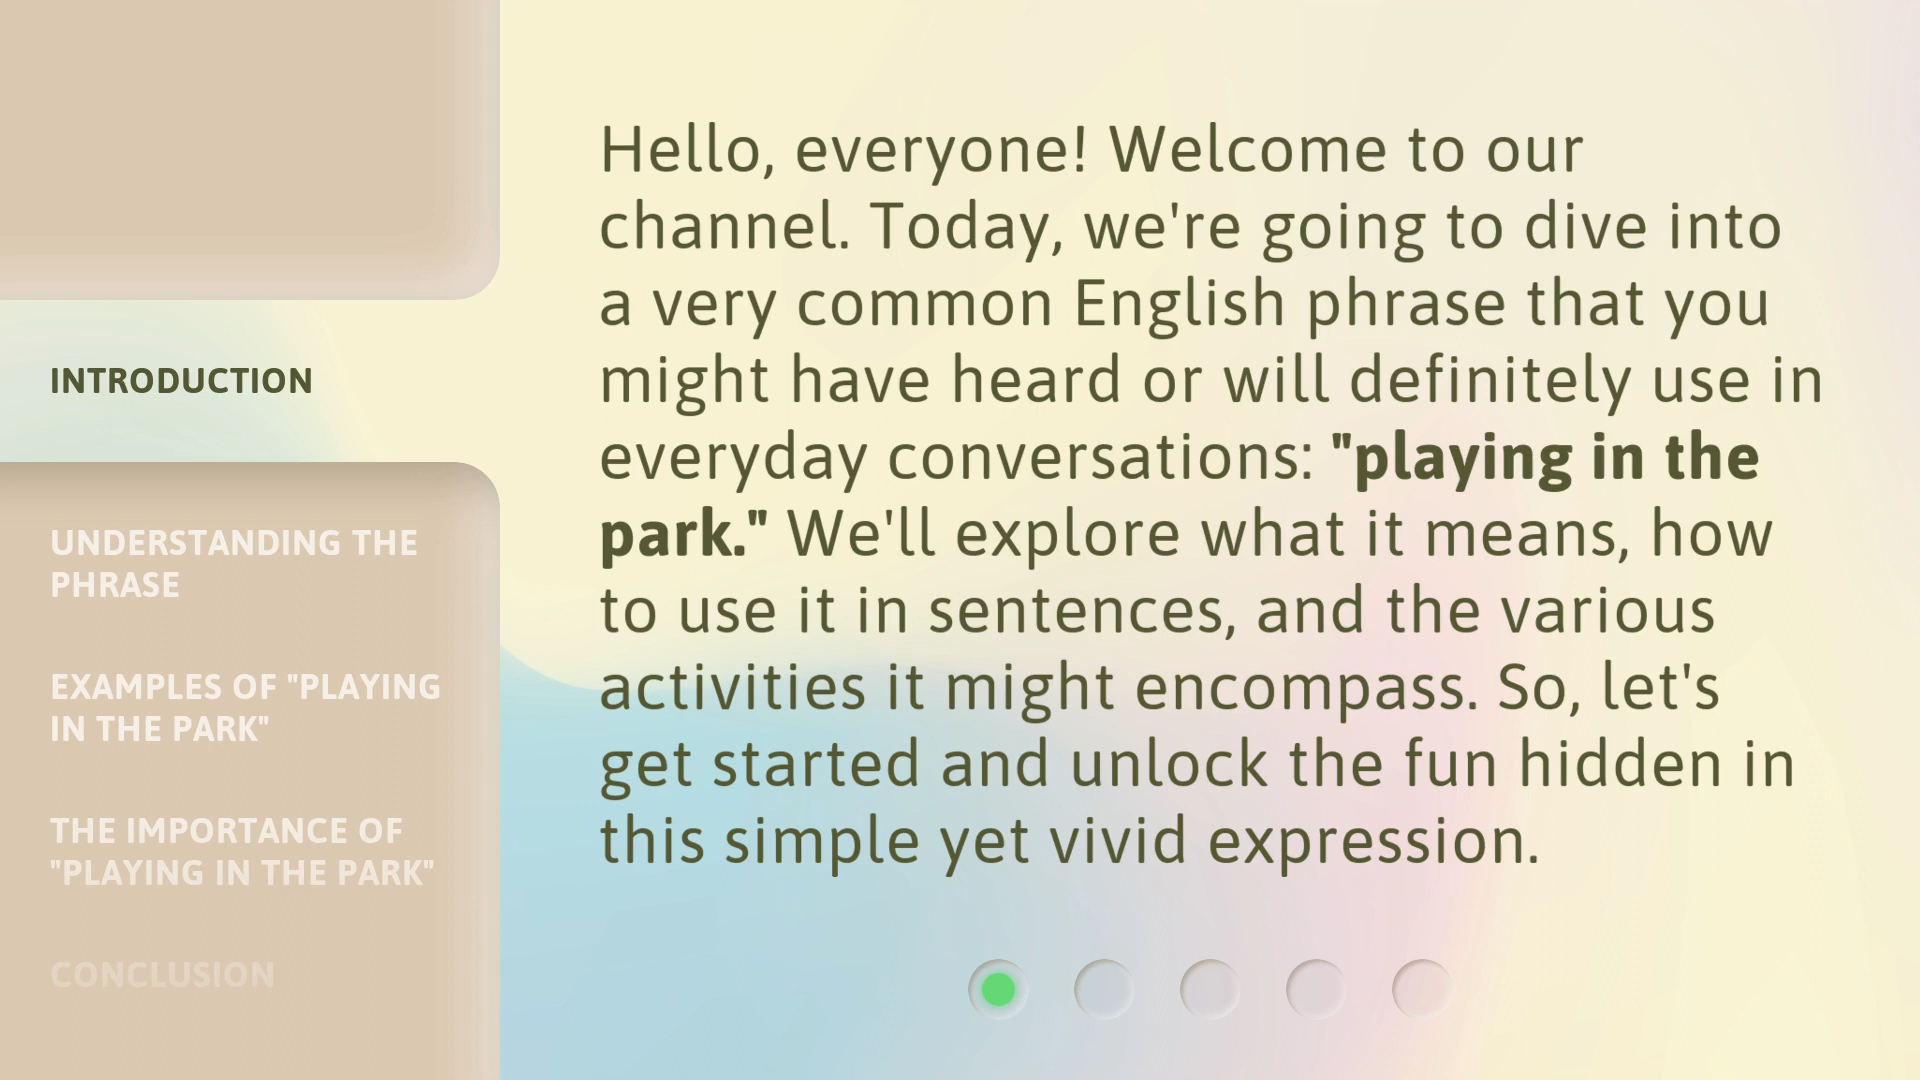 INTRODUCTION
UNDERSTANDING THE
PHRASE
EXAMPLES OF "PLAYING
IN THE PARK"
THE IMPORTANCE OF
"PLAYING IN THE PARK"
CONCLUSION
Hello, everyone! Welcome to our
channel. Today, we're going to dive into
a very common English phrase that you
might have heard or will definitely use in
everyday conversations: "playing in the
park." We'll explore what it means, how
to use it in sentences, and the various
activities it might encompass. So, let's
get started and unlock the fun hidden in
this simple yet vivid expression.